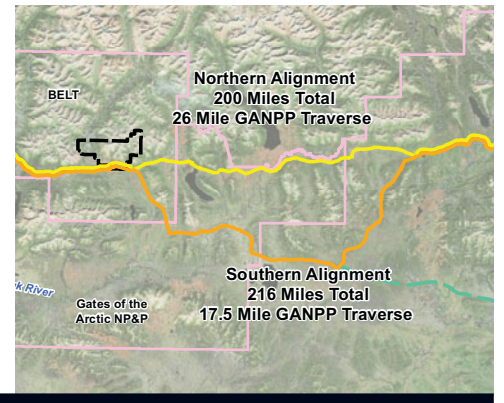 Northern Alignment
200 Miles Total
26 Mile GANPP Traverse
BELT
Southern Alignment
216 Miles Total
17.5 Mile GANPP Traverse
k River
Gates of the
Arctic NP&P